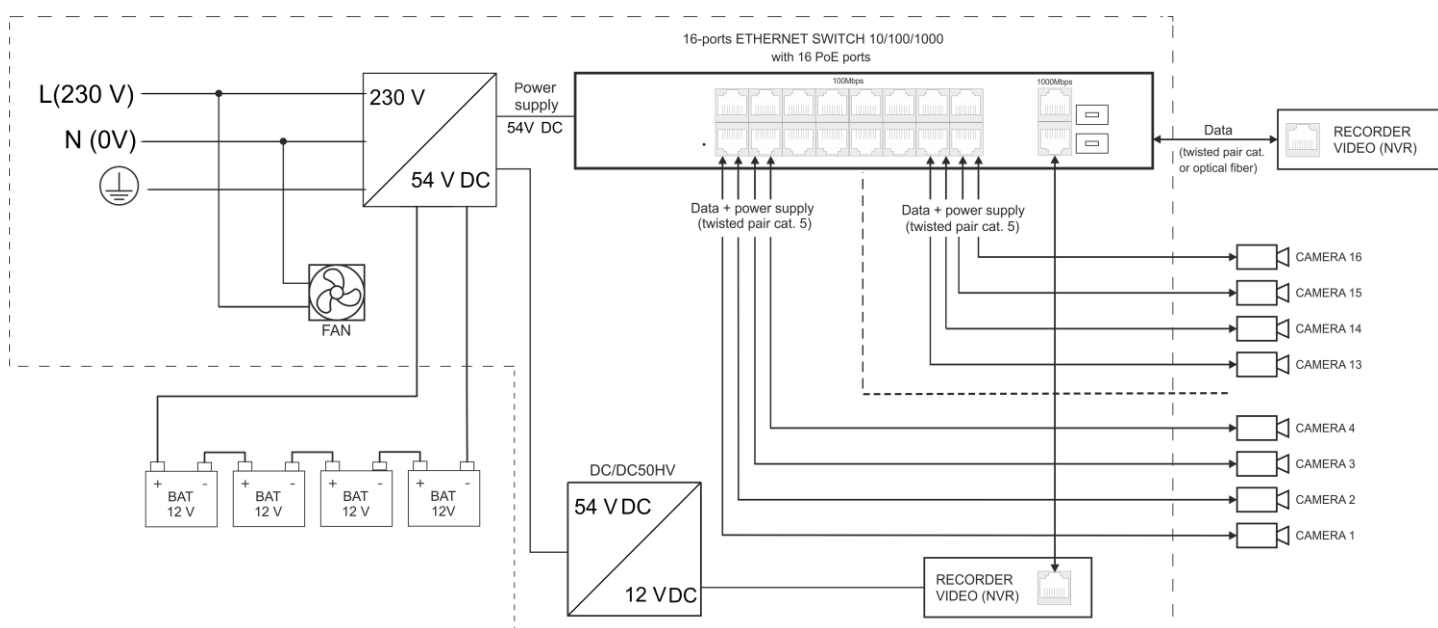 16-ports ETHERNET SWITCH 10/100/1000
with 16 PoE ports
100Mbps
1000Mbps
L(230 V)
N (0V)
230 V
54 V DC
Power
supply
54V DC
Data
(twisted pair cat.
or optical fiber)
RECORDER
VIDEO (NVR)
Data + power supply
(twisted pair cat. 5)
Data + power supply
(twisted pair cat. 5)
FAN
CAMERA 16
CAMERA 15
CAMERA 14
CAMERA 13
CAMERA 4
CAMERA 3
CAMERA 2
CAMERA 1
+ -
BAT
12 V
+ -
BAT
12 V
+ -
BAT
12 V
+ -
BAT
12V
DC/DC50HV
54 V DC
12 VDC
RECORDER
VIDEO (NVR)